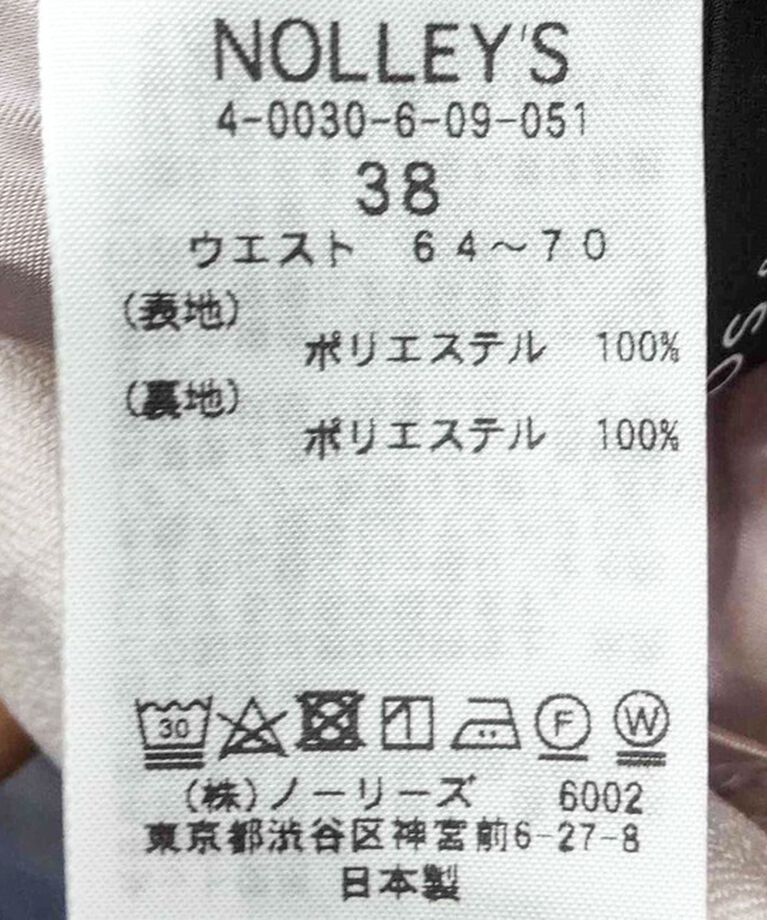 NOLLEY'S
4-0030-6-09-051
38
ウエスト 64～70
(表地)
ポリエステル 100%
(裏地)
ポリエステル 100%
30
F
W
(株)ノーリーズ 6002
東京都渋谷区神宮前6-27-8
日本製